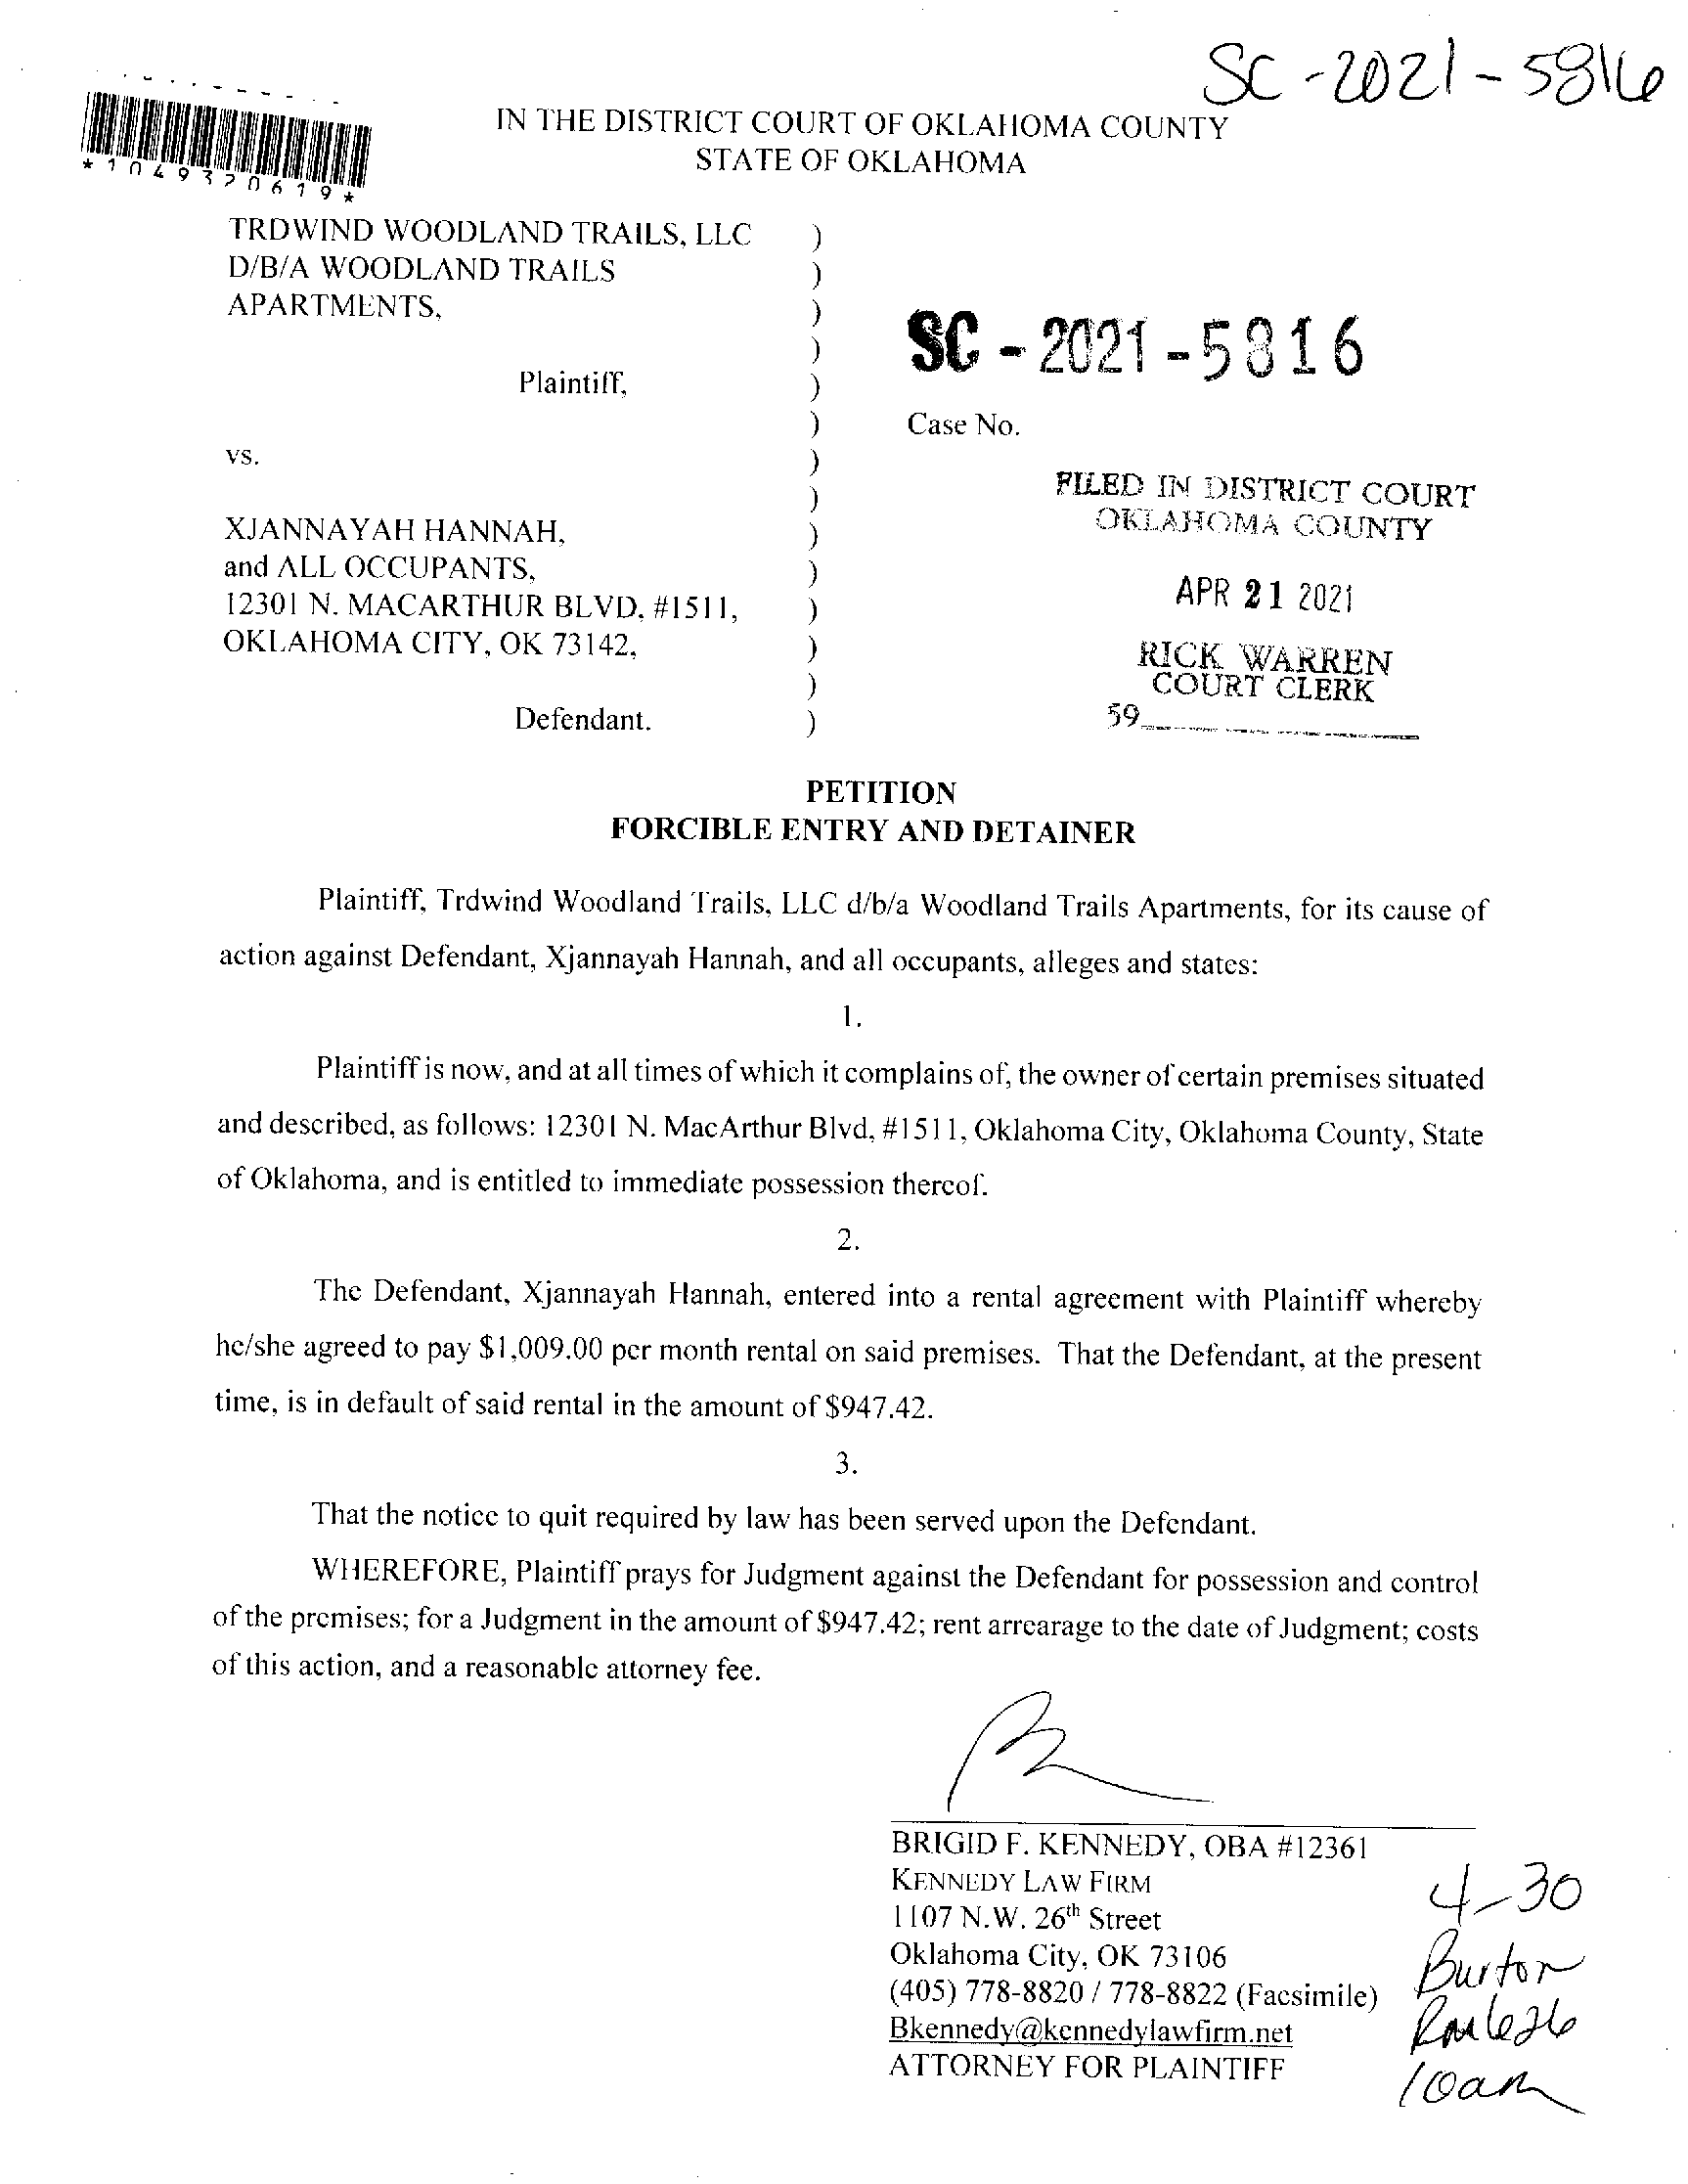 SC-2021-5816
IN THE DISTRICT COURT OF OKLAHOMA COUNTY
STATE OF OKLAHOMA
*1049320619*
TRDWIND WOODLAND TRAILS, LLC )
D/B/A WOODLAND TRAILS )
APARTMENTS, )
)
SC-2021-5816
Plaintiff, )
) Case No.
vs. )
FILED IN DISTRICT COURT
OKLAHOMA COUNTY
)
XJANNAYAH HANNAH, )
and ALL OCCUPANTS, )
APR 21 2021
12301 N. MACARTHUR BLVD, #1511, )
OKLAHOMA CITY, OK 73142, )
RICK WARREN
COURT CLERK
)
Defendant. )
59
PETITION
FORCIBLE ENTRY AND DETAINER
Plaintiff, Trdwind Woodland Trails, LLC d/b/a Woodland Trails Apartments, for its cause of
action against Defendant, Xjannayah Hannah, and all occupants, alleges and states:
1.
Plaintiff is now, and at all times of which it complains of, the owner of certain premises situated
and described, as follows: 12301 N. MacArthur Blvd, #1511, Oklahoma City, Oklahoma County, State
of Oklahoma, and is entitled to immediate possession thereof.
2.
The Defendant, Xjannayah Hannah, entered into a rental agreement with Plaintiff whereby
he/she agreed to pay $1,009.00 per month rental on said premises. That the Defendant, at the present
time, is in default of said rental in the amount of $947.42.
3.
That the notice to quit required by law has been served upon the Defendant.
WHEREFORE, Plaintiff prays for Judgment against the Defendant for possession and control
of the premises; for a Judgment in the amount of $947.42; rent arrearage to the date of Judgment; costs
of this action, and a reasonable attorney fee.
BRIGID F. KENNEDY, OBA #12361
KENNEDY LAW FIRM
1107 N.W. 26th Street
Oklahoma City, OK 73106
(405) 778-8820 / 778-8822 (Facsimile)
Bkennedy@kennedylawfirm.net
ATTORNEY FOR PLAINTIFF
4-30
Burton
10am